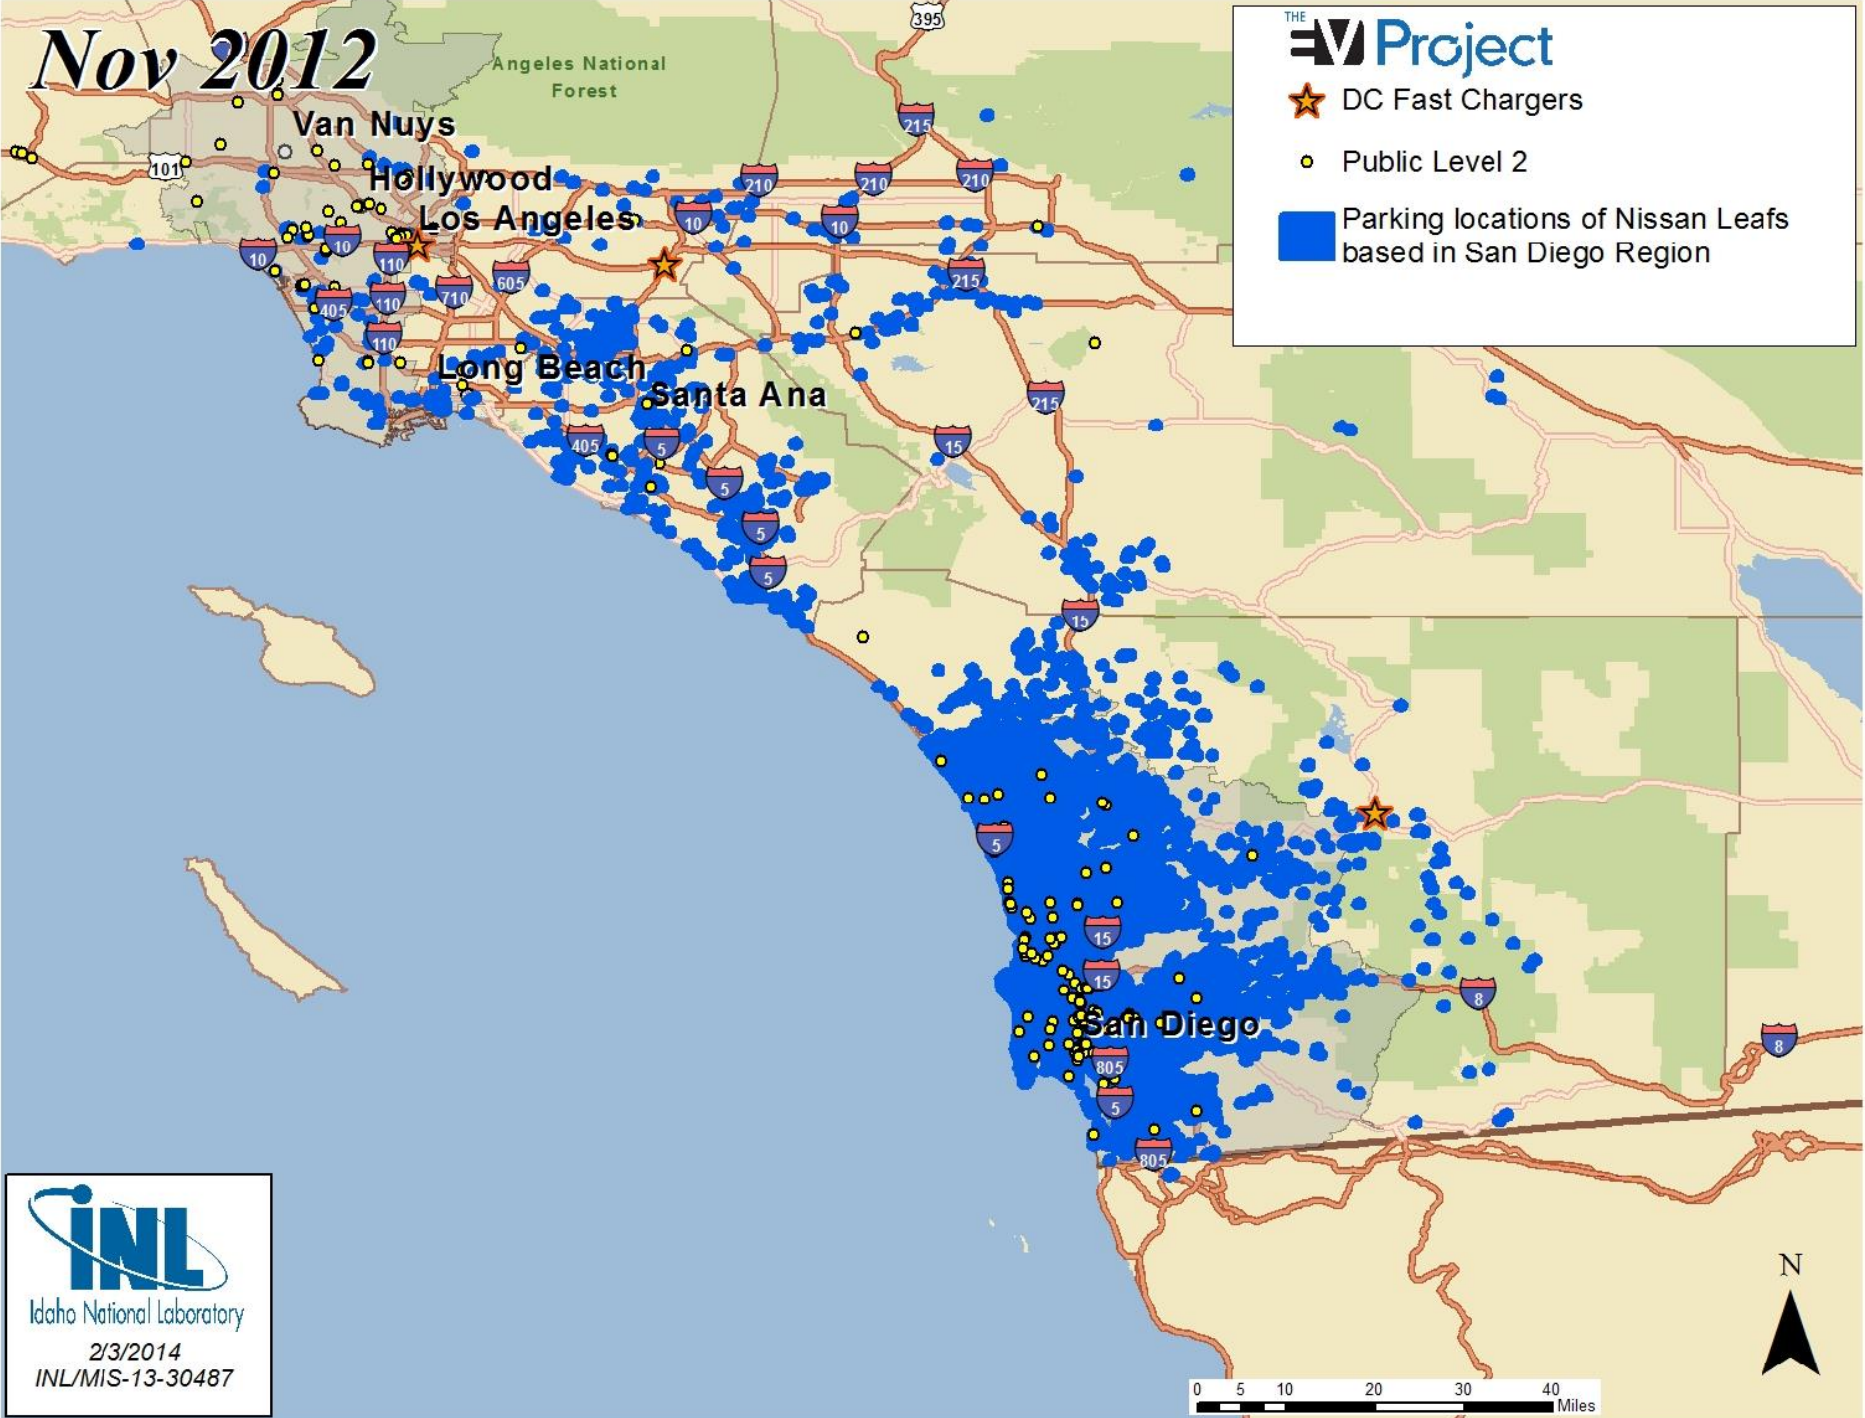 Nov 2012
395
Angeles National
Forest
THE
EV Project
DC Fast Chargers
Public Level 2
Parking locations of Nissan Leafs
based in San Diego Region
215
Van Nuys
101
Hollywood
210
210
210
Los Angeles
10
10
10
10
110
605
215
405
110
710
110
Long Beach
Santa Ana
215
405
5
15
5
5
5
15
5
15
15
8
San Diego
8
805
5
805
INL
Idaho National Laboratory
2/3/2014
INL/MIS-13-30487
N
0 5 10 20 30 40
Miles